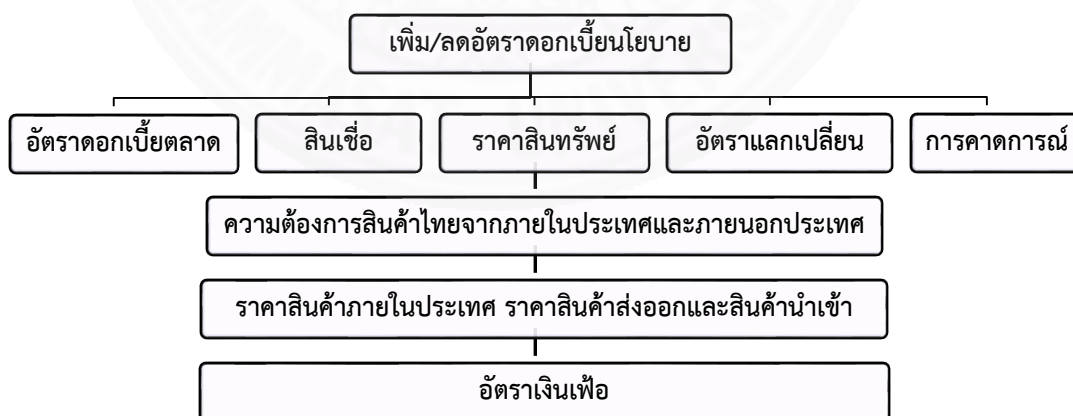 เพิ่ม/ลดอัตราดอกเบี้ยนโยบาย
อัตราดอกเบี้ยตลาด
สินเชื่อ
ราคาสินทรัพย์
อัตราแลกเปลี่ยน
การคาดการณ์
ความต้องการสินค้าไทยจากภายในประเทศและภายนอกประเทศ
ราคาสินค้าภายในประเทศ ราคาสินค้าส่งออกและสินค้านำเข้า
อัตราเงินเฟ้อ